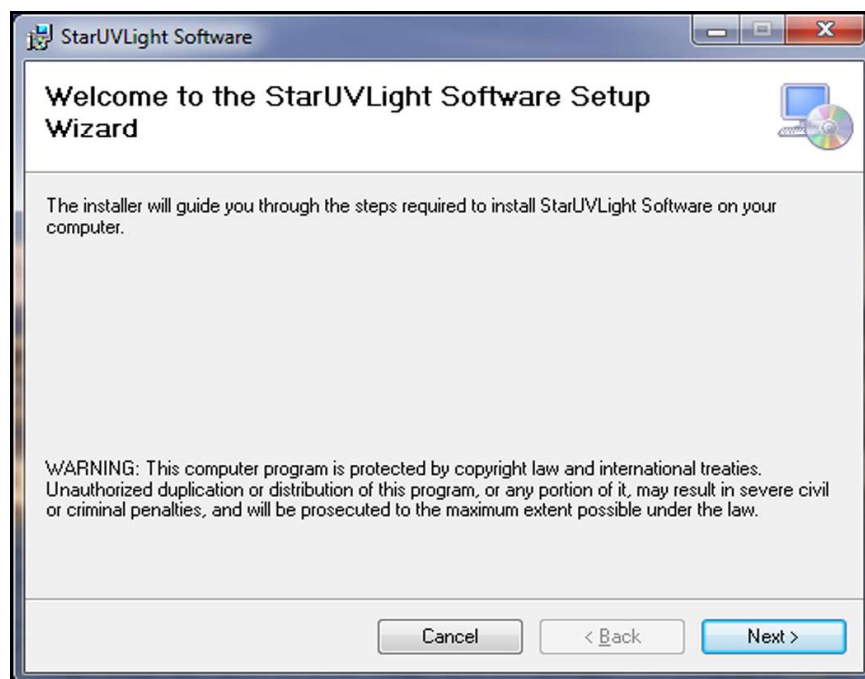 StarUVLight Software
Welcome to the StarUVLight Software Setup
Wizard
The installer will guide you through the steps required to install StarUVLight Software on your
computer.
WARNING: This computer program is protected by copyright law and international treaties.
Unauthorized duplication or distribution of this program, or any portion of it, may result in severe civil
or criminal penalties, and will be prosecuted to the maximum extent possible under the law.
Cancel
< Back
Next >